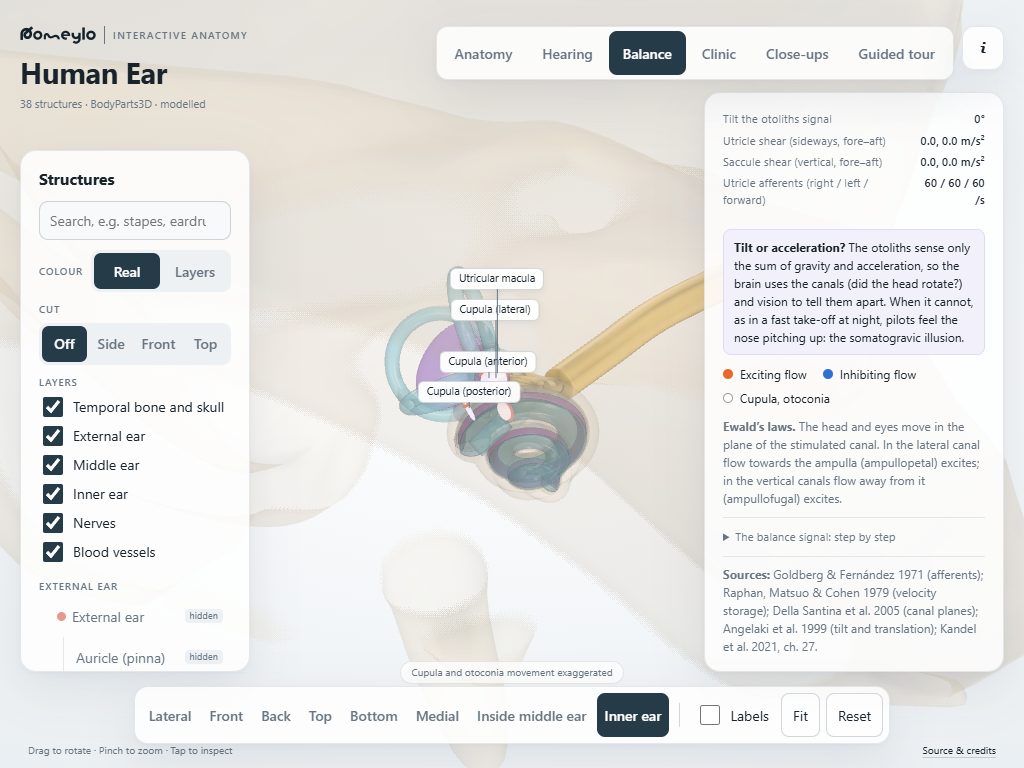 Pomeylo
INTERACTIVE ANATOMY
Human Ear
38 structures · BodyParts3D · modelled
Anatomy
Hearing
Balance
Clinic
Close-ups
Guided tour
i
Structures
Search, e.g. stapes, eardru
COLOUR
Real
Layers
CUT
Off
Side
Front
Top
LAYERS
Temporal bone and skull
External ear
Middle ear
Inner ear
Nerves
Blood vessels
EXTERNAL EAR
External ear
hidden
Auricle (pinna)
hidden
Utricular macula
Cupula (lateral)
Cupula (anterior)
Cupula (posterior)
Tilt the otoliths signal 0°
Utricle shear (sideways, fore–aft) 0.0, 0.0 m/s²
Saccule shear (vertical, fore–aft) 0.0, 0.0 m/s²
Utricle afferents (right / left / 60 / 60 / 60
forward) /s
Tilt or acceleration? The otoliths sense only
the sum of gravity and acceleration, so the
brain uses the canals (did the head rotate?)
and vision to tell them apart. When it cannot,
as in a fast take-off at night, pilots feel the
nose pitching up: the somatogravic illusion.
Exciting flow
Inhibiting flow
Cupula, otoconia
Ewald's laws. The head and eyes move in the
plane of the stimulated canal. In the lateral canal
flow towards the ampulla (ampullopetal) excites;
in the vertical canals flow away from it
(ampullofugal) excites.
The balance signal: step by step
Sources: Goldberg & Fernández 1971 (afferents);
Raphan, Matsuo & Cohen 1979 (velocity
storage); Della Santina et al. 2005 (canal planes);
Angelaki et al. 1999 (tilt and translation); Kandel
et al. 2021, ch. 27.
Cupula and otoconia movement exaggerated
Lateral
Front
Back
Top
Bottom
Medial
Inside middle ear
Inner ear
Labels
Fit
Reset
Drag to rotate · Pinch to zoom · Tap to inspect
Source & credits